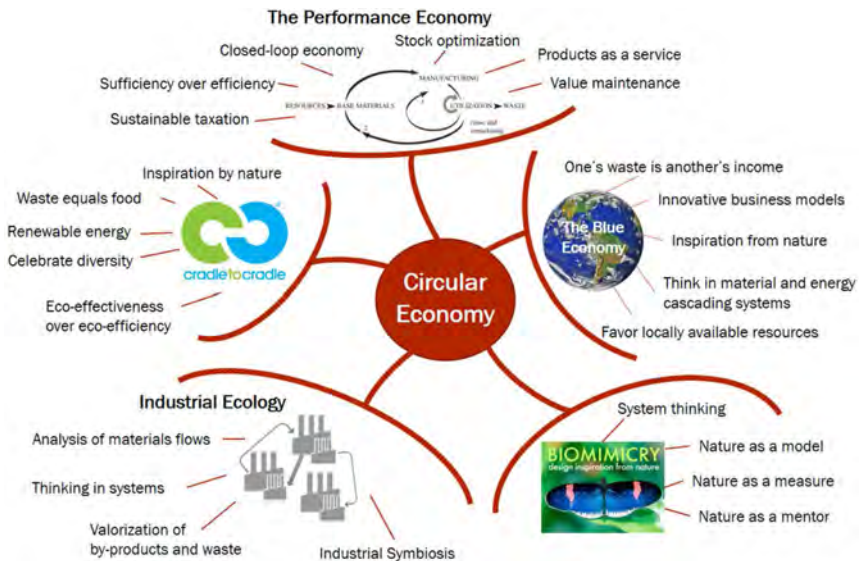 The Performance Economy
Stock optimization
Closed-loop economy
Products as a service
Sufficiency over efficiency
Value maintenance
Sustainable taxation
MANUFACTURING
RESOURCES
BASE MATERIALS
UTILIZATION
WASTE
1
2
Inspiration by nature
Waste equals food
Renewable energy
Celebrate diversity
cradletocradle
Eco-effectiveness
over eco-efficiency
One's waste is another's income
Innovative business models
The Blue
Economy
Inspiration from nature
Think in material and energy
cascading systems
Favor locally available resources
Circular
Economy
Industrial Ecology
Analysis of materials flows
Thinking in systems
Valorization of
by-products and waste
Industrial Symbiosis
System thinking
BIOMIMICRY
design inspiration from nature
Nature as a model
Nature as a measure
Nature as a mentor